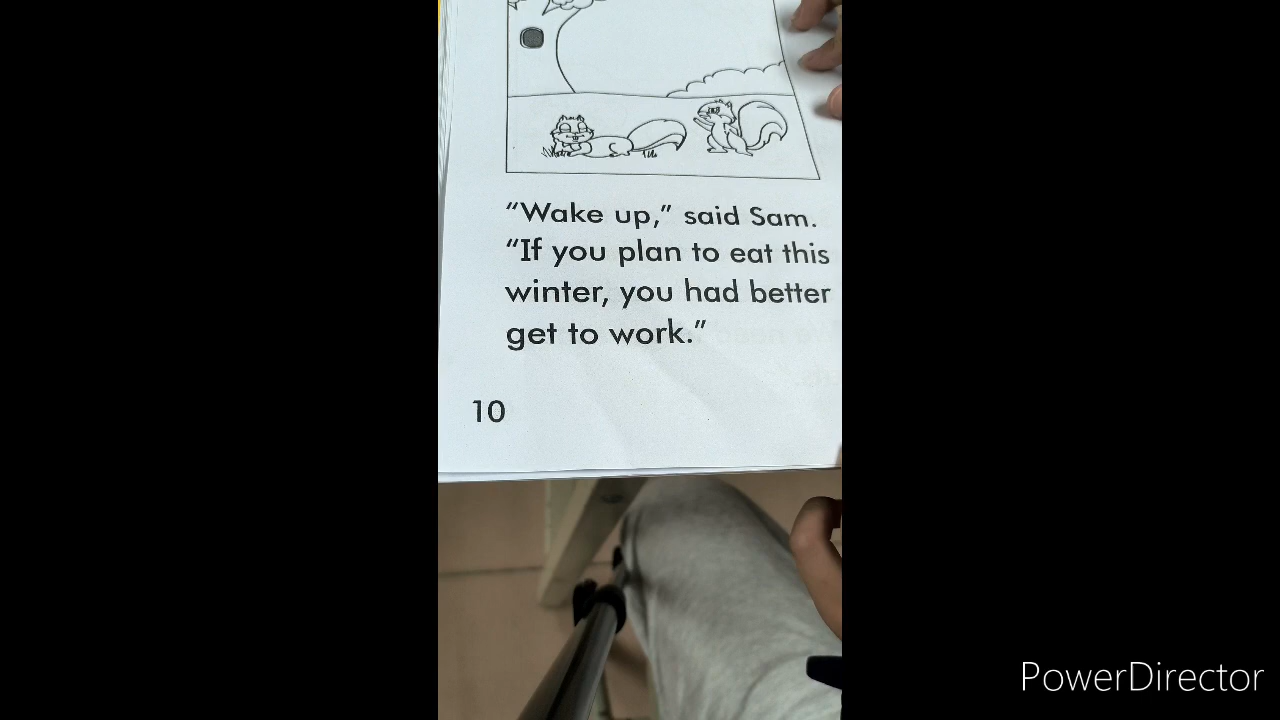 “Wake up,” said Sam.
“If you plan to eat this
winter, you had better
get to work.”
10
PowerDirector